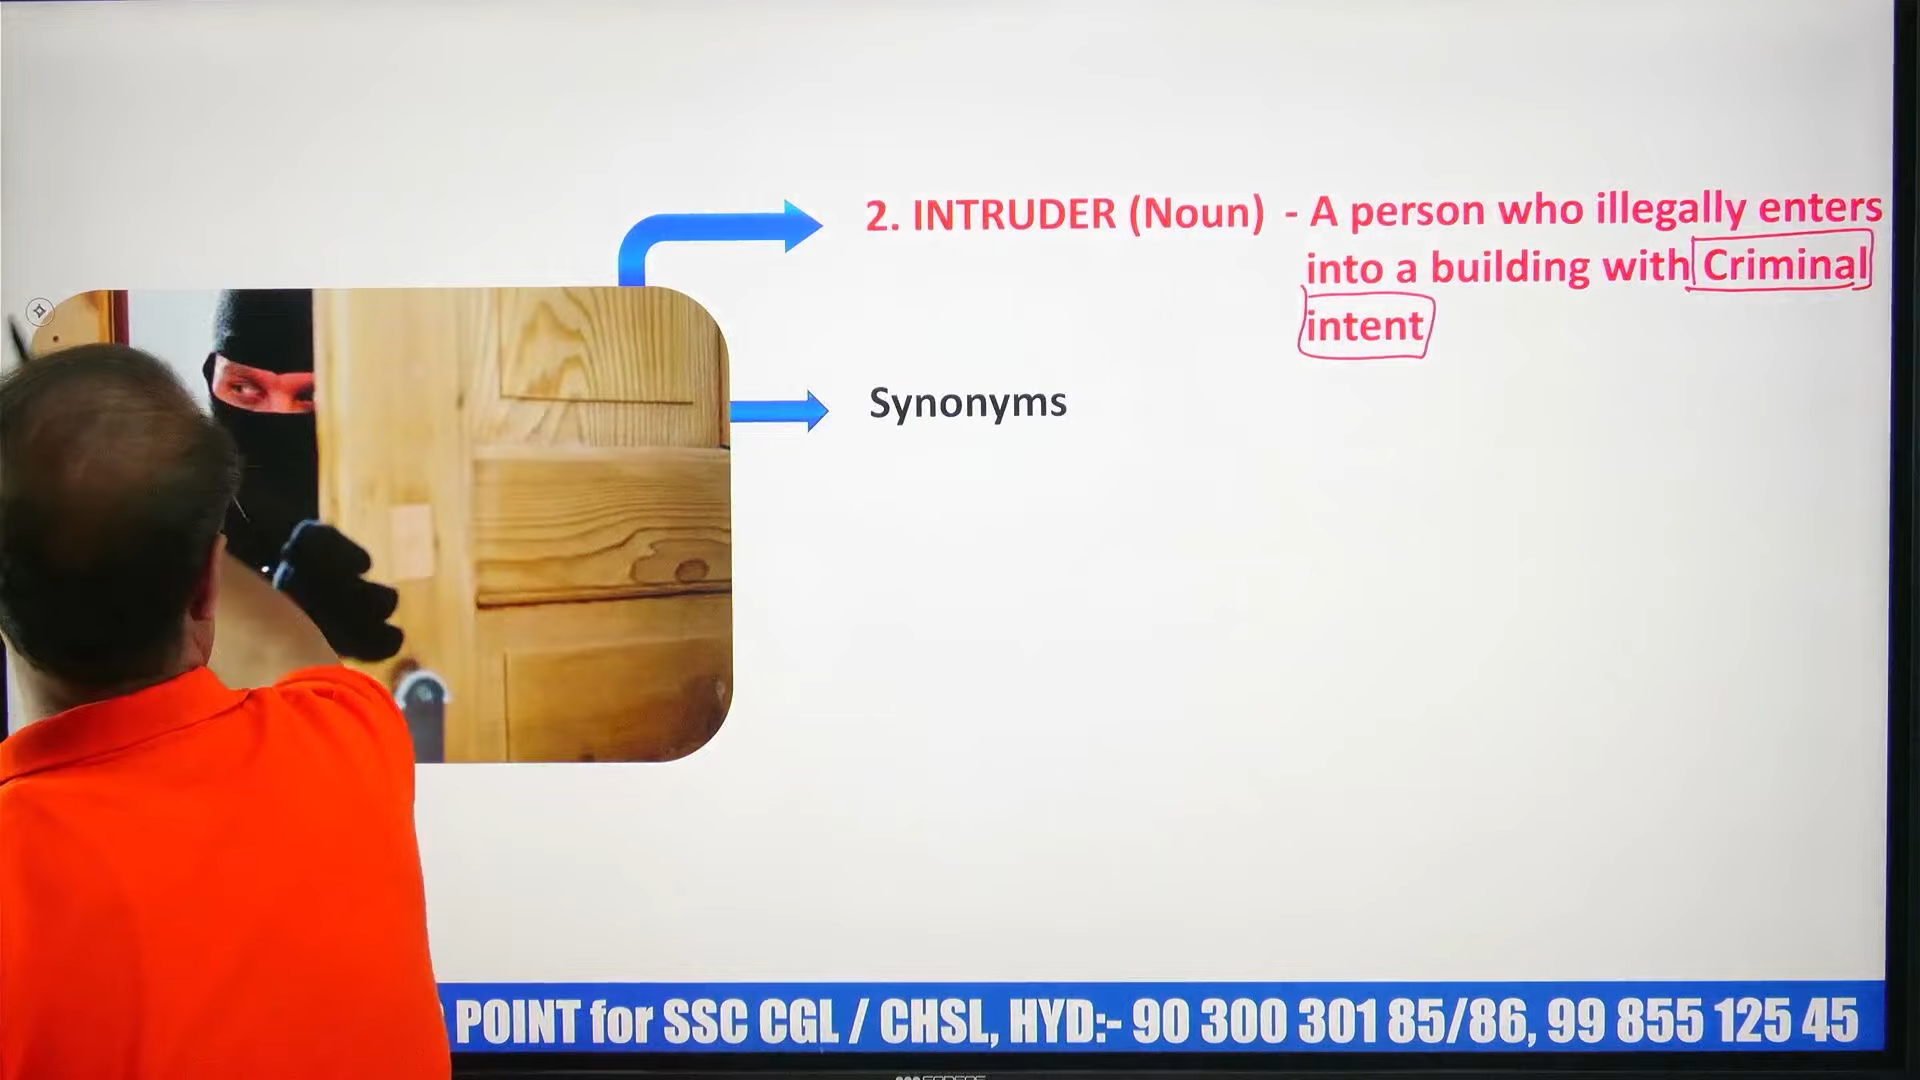 2. INTRUDER (Noun) - A person who illegally enters
into a building with Criminal
intent
Synonyms
POINT for SSC CGL / CHSL, HYD:- 90 300 301 85/86, 99 855 125 45